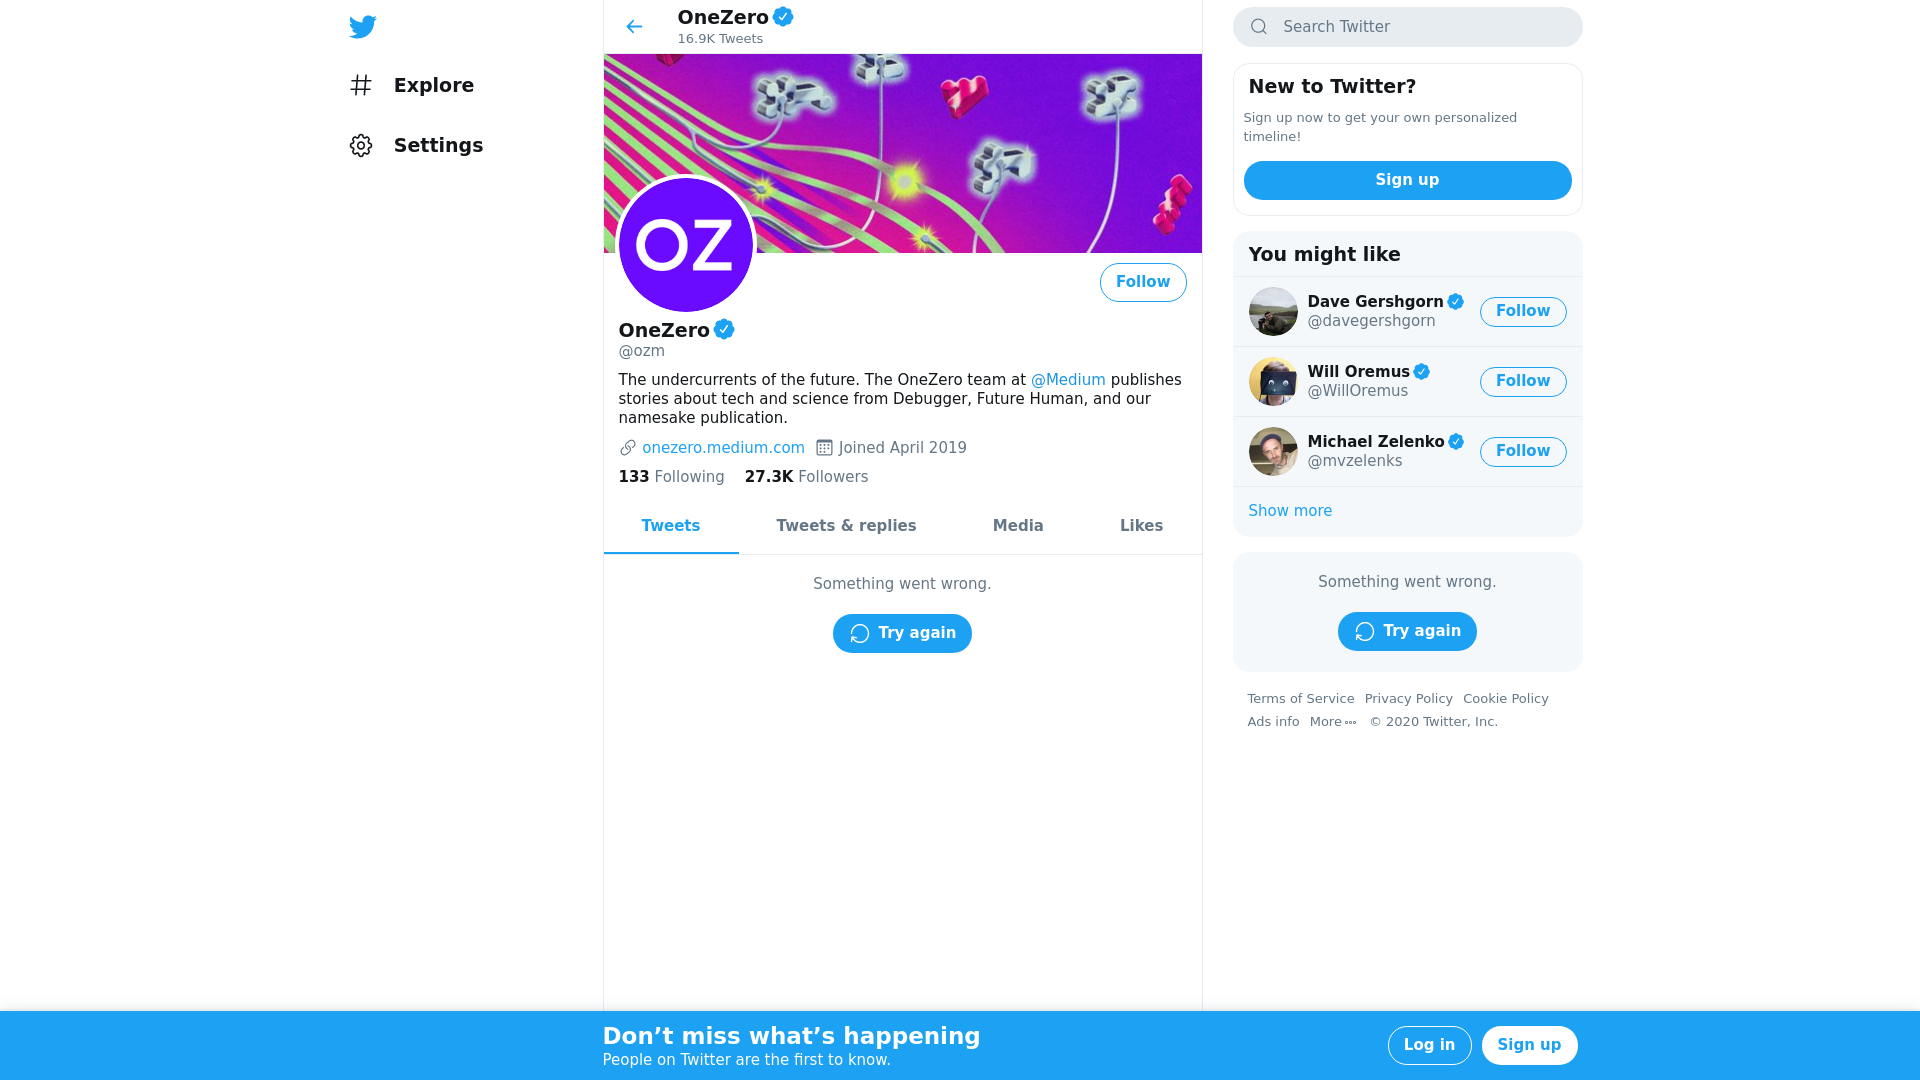 Explore
Settings
OneZero
16.9K Tweets
OZ
Follow
OneZero
@ozm
The undercurrents of the future. The OneZero team at @Medium publishes
stories about tech and science from Debugger, Future Human, and our
namesake publication.
onezero.medium.com Joined April 2019
133 Following 27.3K Followers
Tweets Tweets & replies Media Likes
Something went wrong.
Try again
Search Twitter
New to Twitter?
Sign up now to get your own personalized
timeline!
Sign up
You might like
Dave Gershgorn
@davegershgorn
Follow
Will Oremus
@WillOremus
Follow
Michael Zelenko
@mvzelenks
Follow
Show more
Something went wrong.
Try again
Terms of Service Privacy Policy Cookie Policy
Ads info More © 2020 Twitter, Inc.
Don’t miss what’s happening
People on Twitter are the first to know.
Log in Sign up